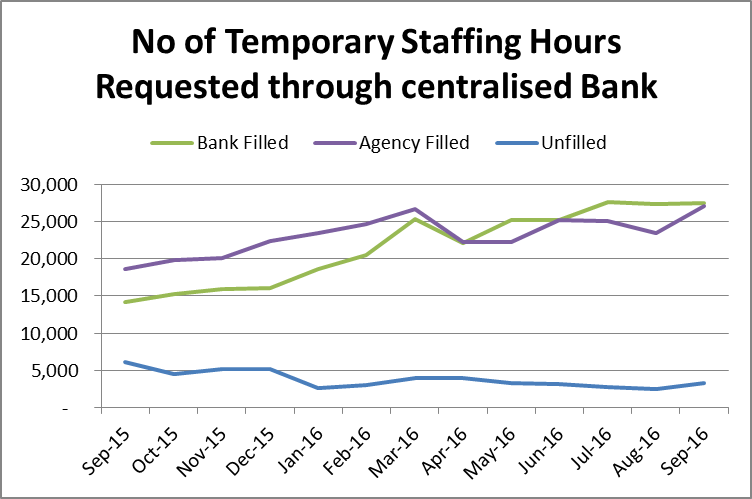 No of Temporary Staffing Hours
Requested through centralised Bank
Bank Filled Agency Filled Unfilled
30,000
25,000
20,000
15,000
10,000
5,000
-
Sep-15 Oct-15 Nov-15 Dec-15 Jan-16 Feb-16 Mar-16 Apr-16 May-16 Jun-16 Jul-16 Aug-16 Sep-16